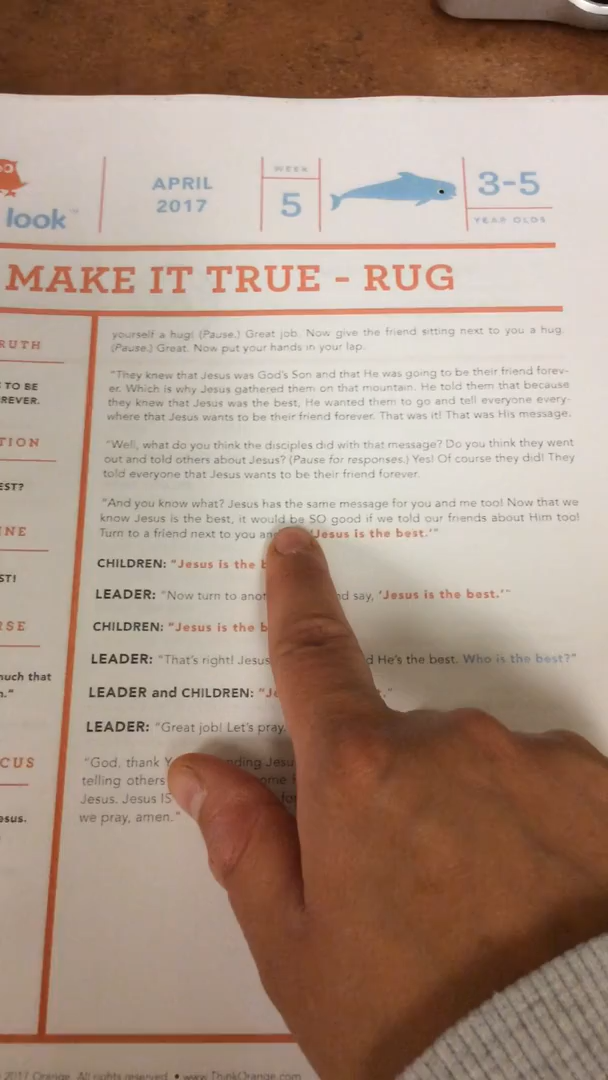 look
APRIL
2017
WEEK
5
3-5
YEAR OLDS
MAKE IT TRUE - RUG
RUTH
TO BE
REVER.
TION
EST?
INE
ST!
RSE
much that
n."
CUS
esus.
yourself a hug! (Pause.) Great job. Now give the friend sitting next to you a hug.
(Pause.) Great. Now put your hands in your lap.
"They knew that Jesus was God's Son and that He was going to be their friend forev-
er. Which is why Jesus gathered them on that mountain. He told them that because
they knew that Jesus was the best, He wanted them to go and tell everyone every-
where that Jesus wants to be their friend forever. That was it! That was His message.
"Well, what do you think the disciples did with that message? Do you think they went
out and told others about Jesus? (Pause for responses.) Yes! Of course they did! They
told everyone that Jesus wants to be their friend forever.
"And you know what? Jesus has the same message for you and me too! Now that we
know Jesus is the best, it would be SO good if we told our friends about Him too!
Turn to a friend next to you an 'Jesus is the best.'"
CHILDREN: "Jesus is the b
LEADER: "Now turn to anot nd say, 'Jesus is the best.'"
CHILDREN: "Jesus is the b
LEADER: "That's right! Jesus d He's the best. Who is the best?"
LEADER and CHILDREN: "Je ."
LEADER: "Great job! Let's pray.
"God, thank Y nding Jesu
telling others ome f
Jesus. Jesus IS for
we pray, amen."
2017 Orange. All rights reserved. • www.ThinkOrange.com